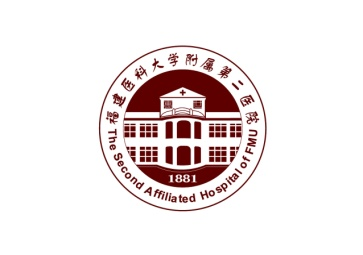 福建医科大学附属第二医院
1881
The Second Affiliated Hospital of FMU